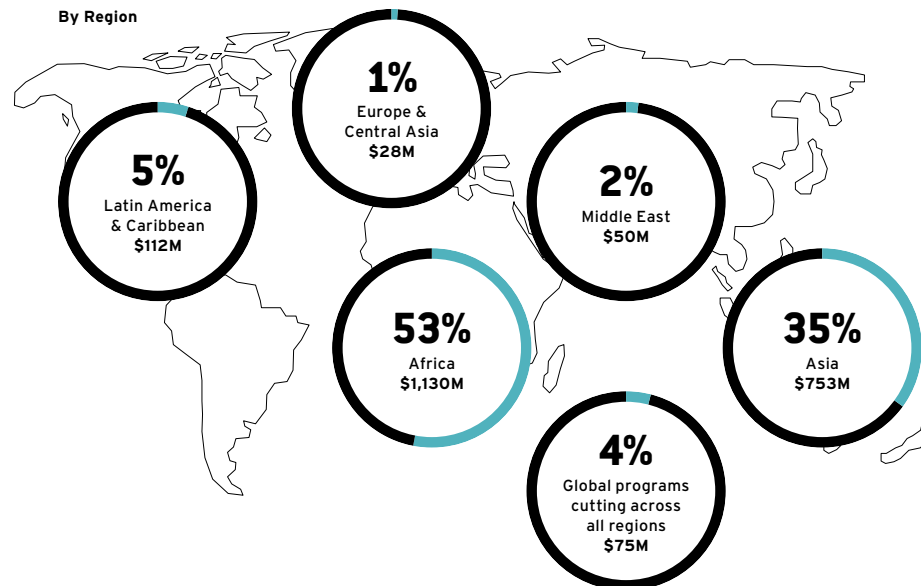 By Region
1%
Europe &
Central Asia
$28M
5%
Latin America
& Caribbean
$112M
2%
Middle East
$50M
53%
Africa
$1,130M
35%
Asia
$753M
4%
Global programs
cutting across
all regions
$75M